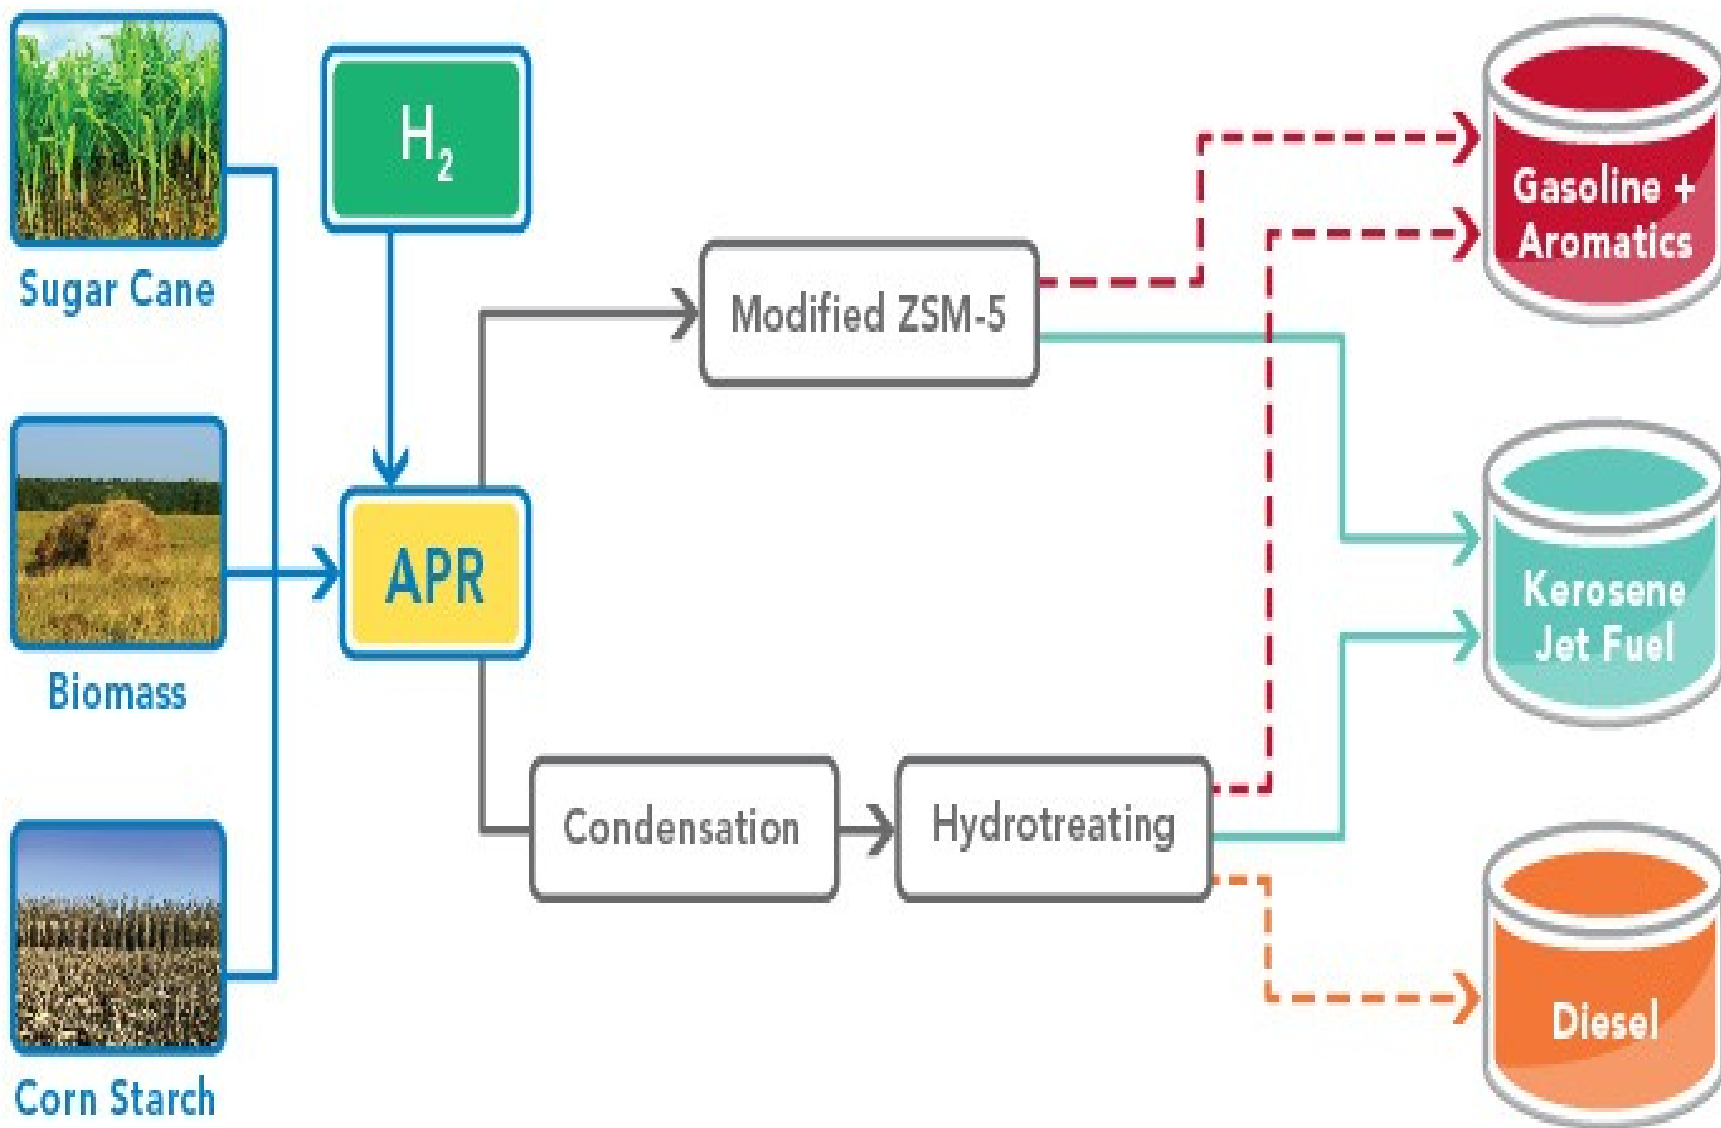 Sugar Cane
H₂
Biomass
APR
Corn Starch
Modified ZSM-5
Condensation
Hydrotreating
Gasoline +
Aromatics
Kerosene
Jet Fuel
Diesel